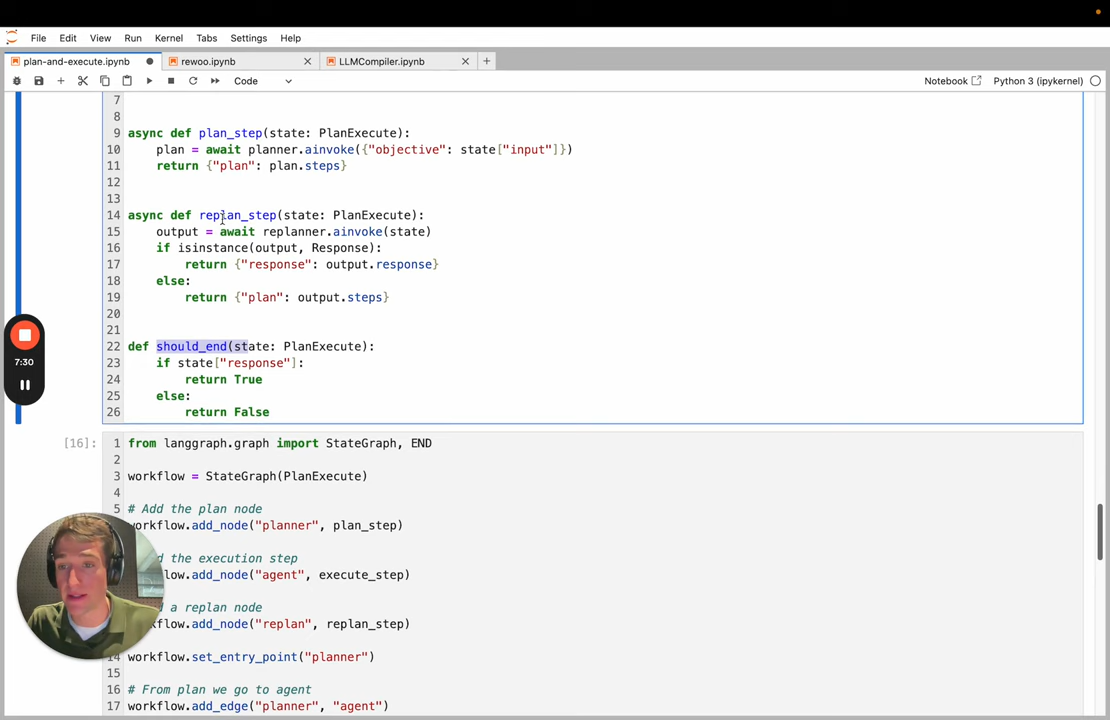 File Edit View Run Kernel Tabs Settings Help
plan-and-execute.ipynb rewoo.ipynb LLMCompiler.ipynb
Code Notebook Python 3 (ipykernel)
7
8
9 async def plan_step(state: PlanExecute):
10 plan = await planner.ainvoke({"objective": state["input"]})
11 return {"plan": plan.steps}
12
13
14 async def replan_step(state: PlanExecute):
15 output = await replanner.ainvoke(state)
16 if isinstance(output, Response):
17 return {"response": output.response}
18 else:
19 return {"plan": output.steps}
20
21
22 def should_end(state: PlanExecute):
23 if state["response"]:
24 return True
25 else:
26 return False
7:30
[16]: 1 from langgraph.graph import StateGraph, END
2
3 workflow = StateGraph(PlanExecute)
4
5 # Add the plan node
workflow.add_node("planner", plan_step)
d the execution step
flow.add_node("agent", execute_step)
d a replan node
flow.add_node("replan", replan_step)
14 workflow.set_entry_point("planner")
15
16 # From plan we go to agent
17 workflow.add_edge("planner", "agent")